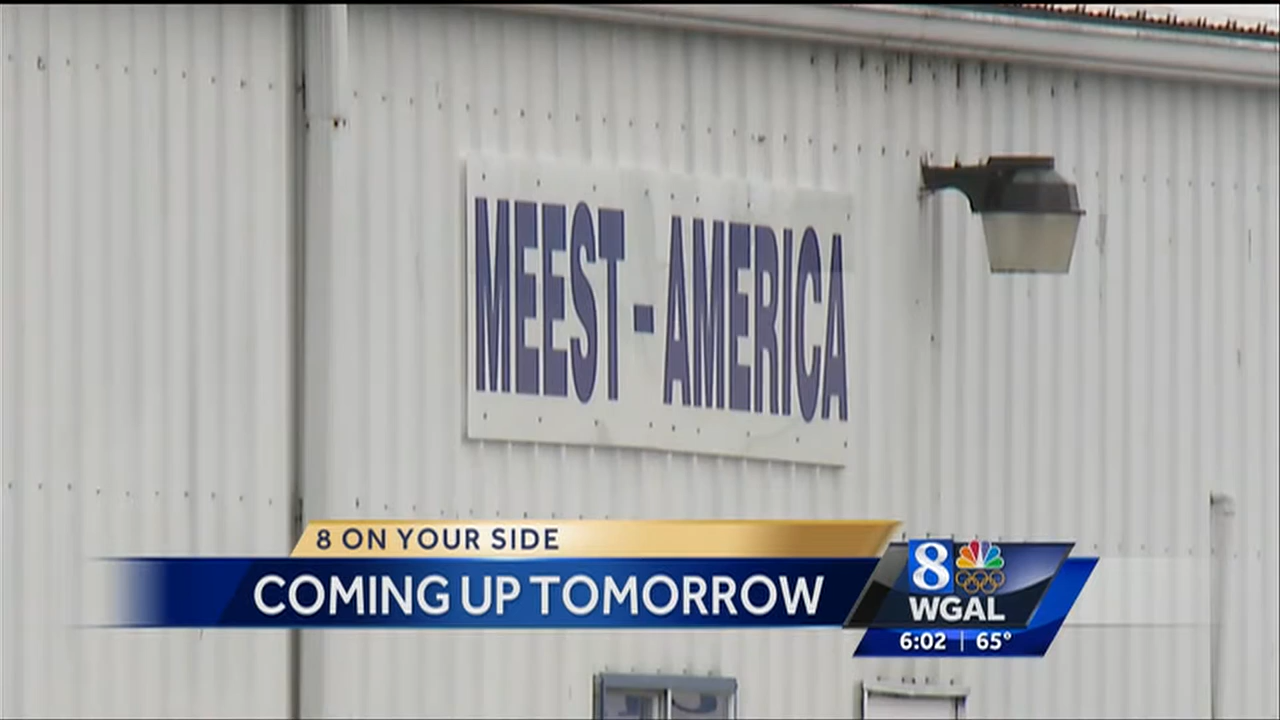 MEEST-AMERICA
8 ON YOUR SIDE
COMING UP TOMORROW
8
WGAL
6:02 | 65°